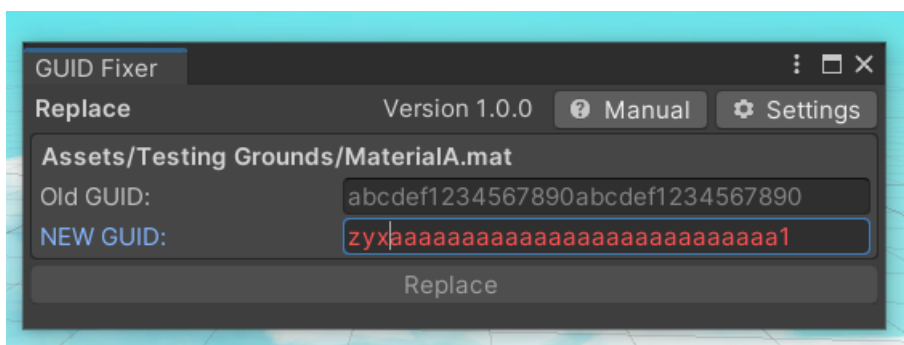 GUID Fixer
Replace Version 1.0.0 Manual Settings
Assets/Testing Grounds/MaterialA.mat
Old GUID: abcdef1234567890abcdef1234567890
NEW GUID: zyxaaaaaaaaaaaaaaaaaaaaaaaaaaaa1
Replace